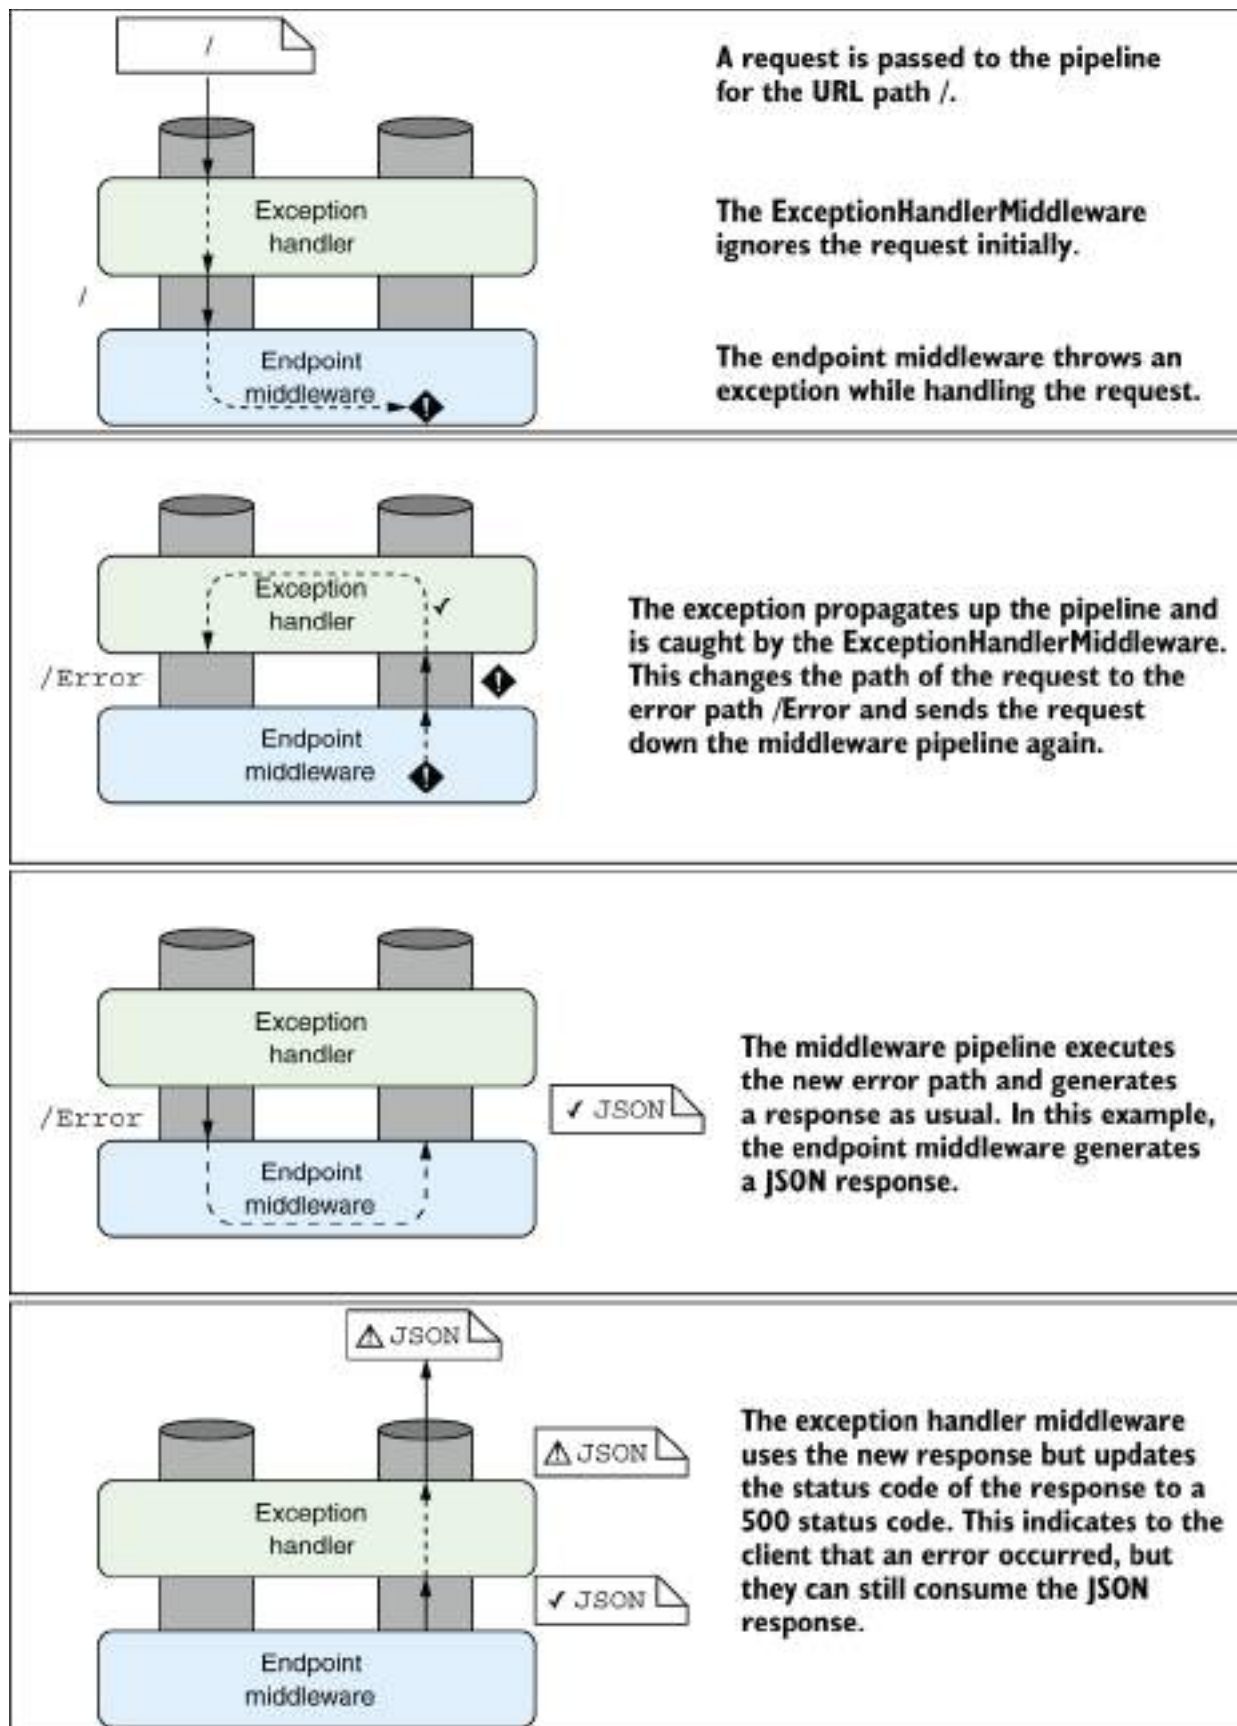 /
A request is passed to the pipeline
for the URL path /.
Exception
handler
The ExceptionHandlerMiddleware
ignores the request initially.
/
Endpoint
middleware
The endpoint middleware throws an
exception while handling the request.
Exception
handler
/Error
Endpoint
middleware
The exception propagates up the pipeline and
is caught by the ExceptionHandlerMiddleware.
This changes the path of the request to the
error path /Error and sends the request
down the middleware pipeline again.
Exception
handler
/Error
✓ JSON
Endpoint
middleware
The middleware pipeline executes
the new error path and generates
a response as usual. In this example,
the endpoint middleware generates
a JSON response.
⚠ JSON
⚠ JSON
Exception
handler
✓ JSON
Endpoint
middleware
The exception handler middleware
uses the new response but updates
the status code of the response to a
500 status code. This indicates to the
client that an error occurred, but
they can still consume the JSON
response.